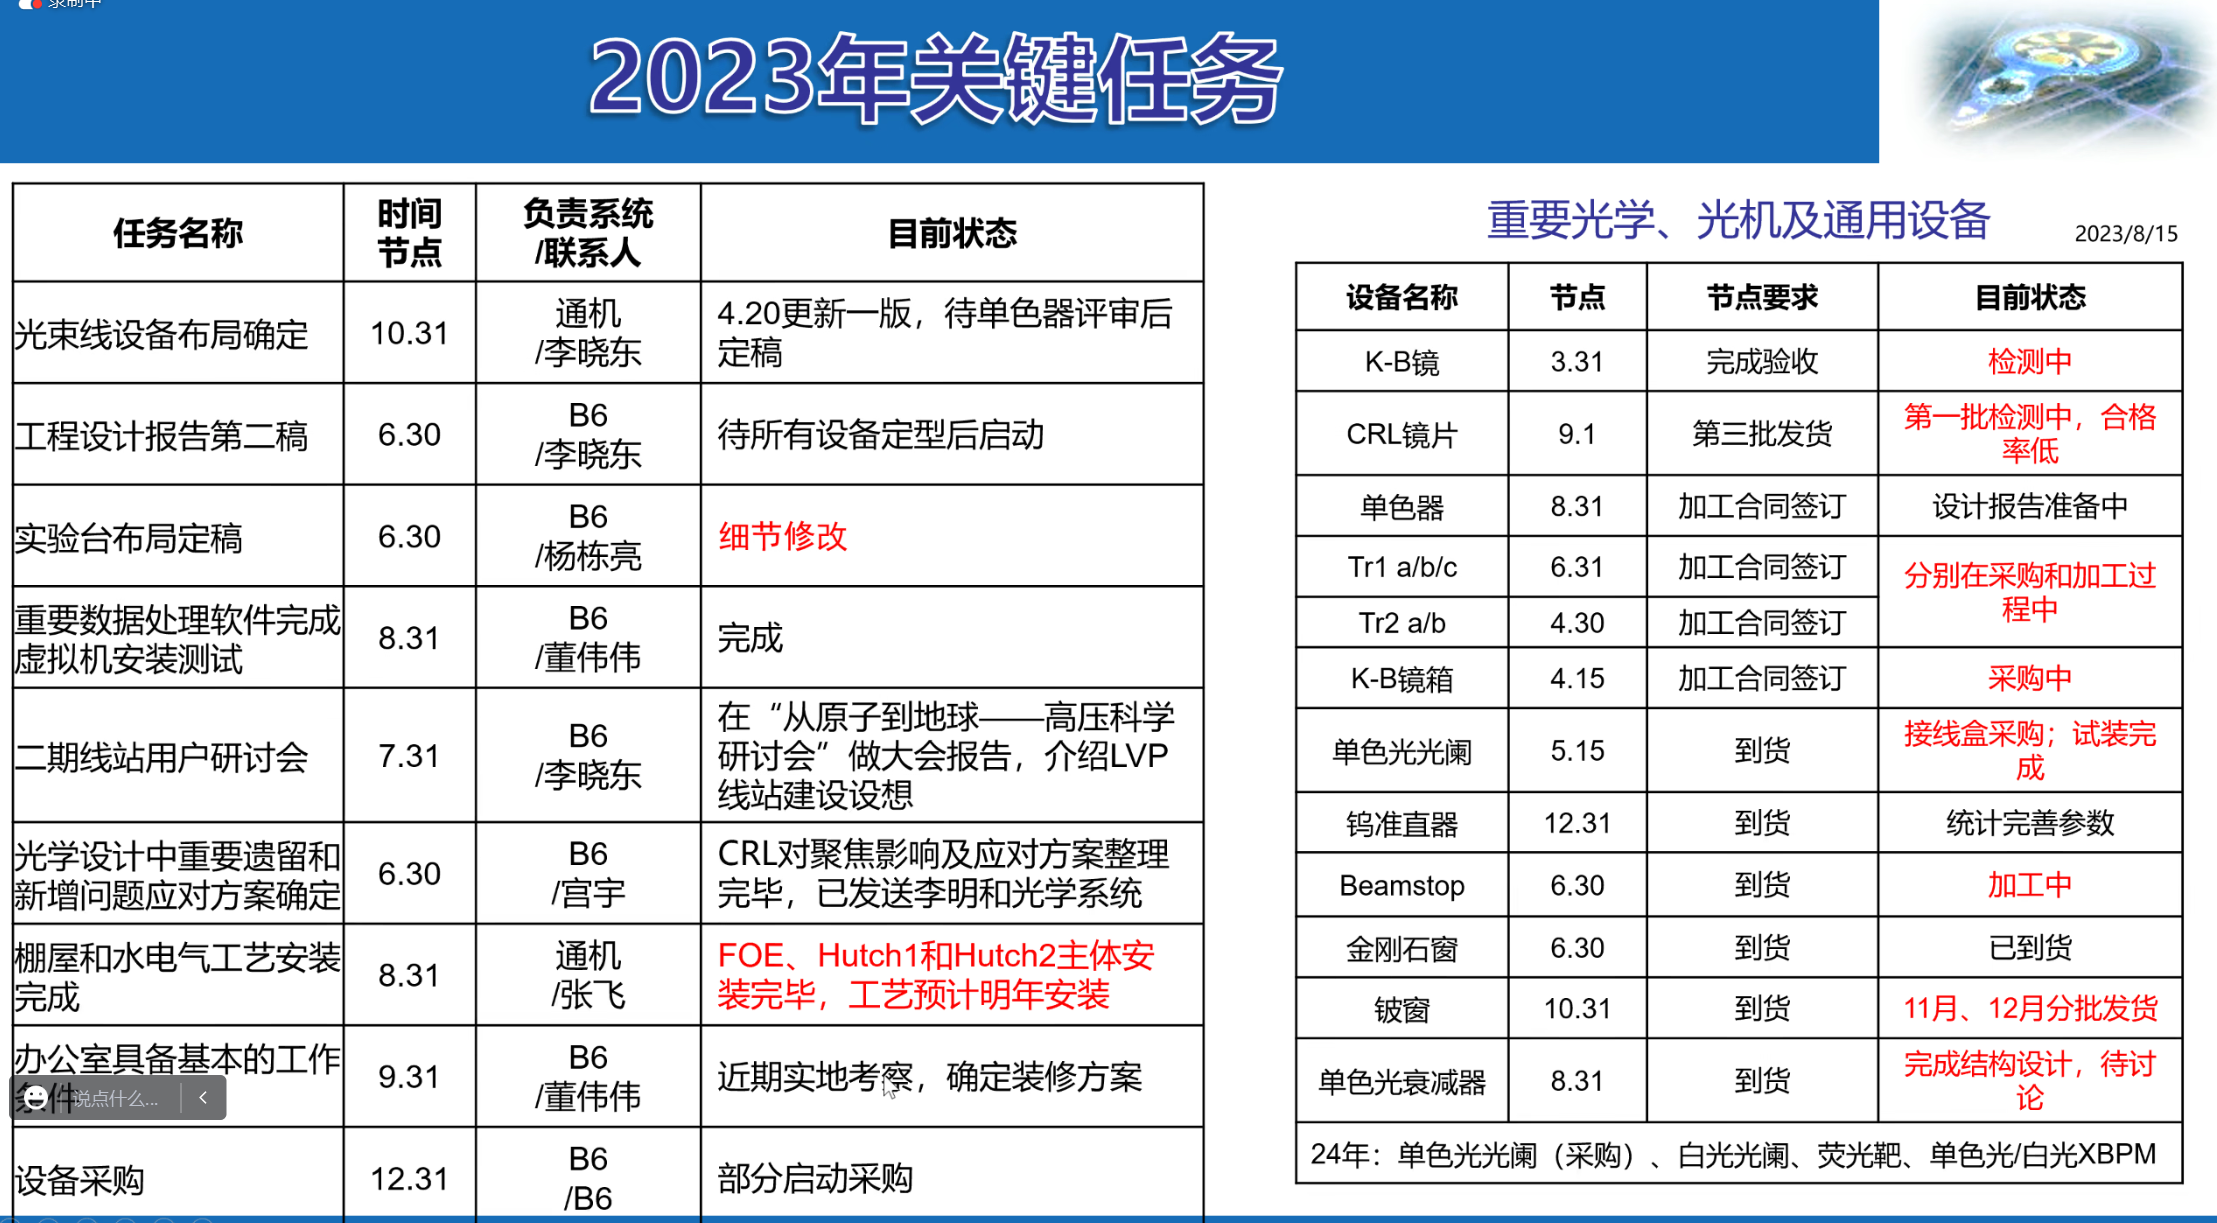 录制中
2023年关键任务
任务名称
时间
节点
负责系统
/联系人
目前状态
光束线设备布局确定
10.31
通机
/李晓东
4.20更新一版，待单色器评审后
定稿
工程设计报告第二稿
6.30
B6
/李晓东
待所有设备定型后启动
实验台布局定稿
6.30
B6
/杨栋亮
细节修改
重要数据处理软件完成
虚拟机安装测试
8.31
B6
/董伟伟
完成
二期线站用户研讨会
7.31
B6
/李晓东
在“从原子到地球——高压科学
研讨会”做大会报告，介绍LVP
线站建设设想
光学设计中重要遗留和
新增问题应对方案确定
6.30
B6
/宫宇
CRL对聚焦影响及应对方案整理
完毕，已发送李明和光学系统
棚屋和水电气工艺安装
完成
8.31
通机
/张飞
FOE、Hutch1和Hutch2主体安
装完毕，工艺预计明年安装
办公室具备基本的工作
条件
9.31
B6
/董伟伟
近期实地考察，确定装修方案
设备采购
12.31
B6
/B6
部分启动采购
说点什么...
重要光学、光机及通用设备
2023/8/15
设备名称
节点
节点要求
目前状态
K-B镜
3.31
完成验收
检测中
CRL镜片
9.1
第三批发货
第一批检测中，合格
率低
单色器
8.31
加工合同签订
设计报告准备中
Tr1 a/b/c
6.31
加工合同签订
分别在采购和加工过
程中
Tr2 a/b
4.30
加工合同签订
K-B镜箱
4.15
加工合同签订
采购中
单色光光阑
5.15
到货
接线盒采购；试装完
成
钨准直器
12.31
到货
统计完善参数
Beamstop
6.30
到货
加工中
金刚石窗
6.30
到货
已到货
铍窗
10.31
到货
11月、12月分批发货
单色光衰减器
8.31
到货
完成结构设计，待讨
论
24年：单色光光阑（采购）、白光光阑、荧光靶、单色光/白光XBPM